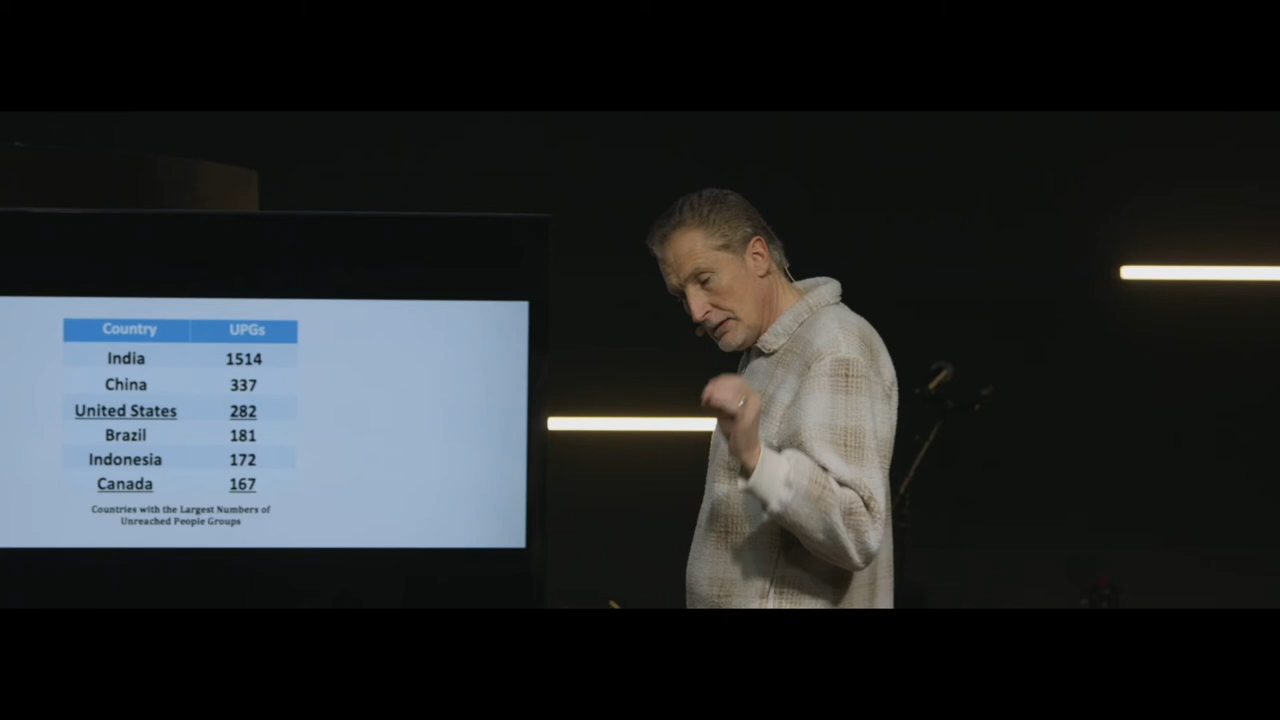 Country UPGs
India 1514
China 337
United States 282
Brazil 181
Indonesia 172
Canada 167
Countries with the Largest Numbers of
Unreached People Groups